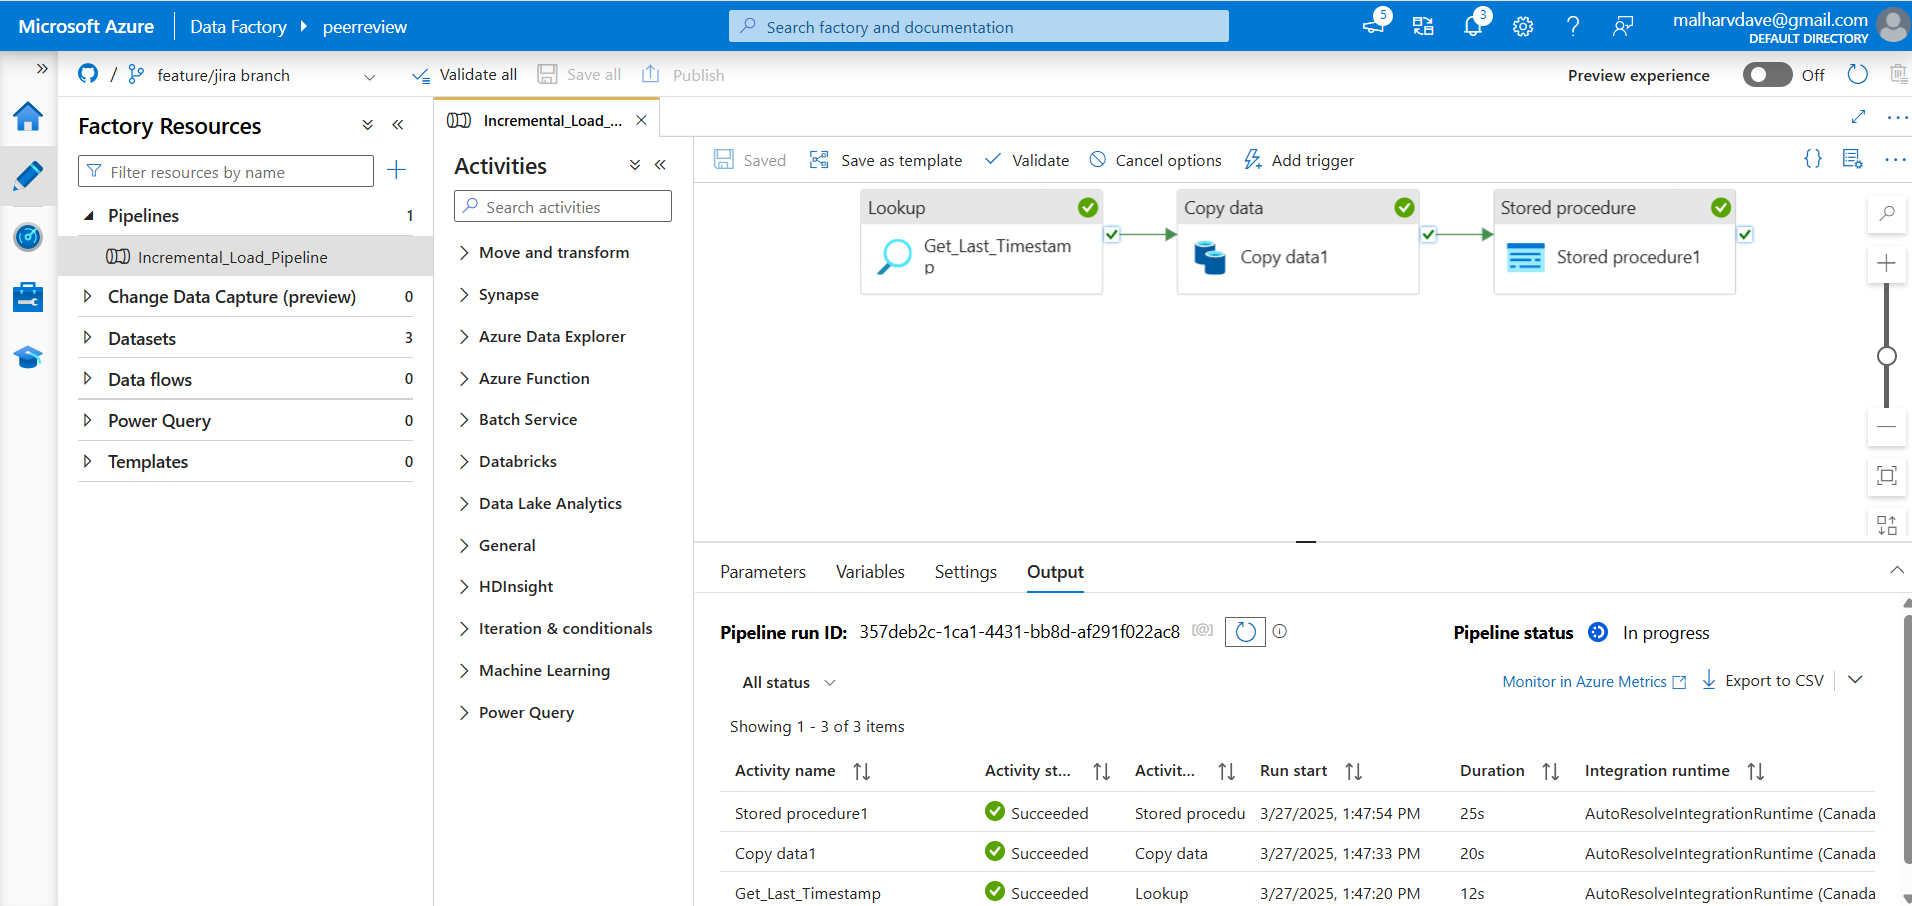 Microsoft Azure
Data Factory
peerreview
Search factory and documentation
5
3
malharvdave@gmail.com
DEFAULT DIRECTORY
/
feature/jira branch
Validate all
Save all
Publish
Preview experience
Off
Factory Resources
Filter resources by name
Pipelines 1
Incremental_Load_Pipeline
Change Data Capture (preview) 0
Datasets 3
Data flows 0
Power Query 0
Templates 0
Incremental_Load_...
Activities
Search activities
Move and transform
Synapse
Azure Data Explorer
Azure Function
Batch Service
Databricks
Data Lake Analytics
General
HDInsight
Iteration & conditionals
Machine Learning
Power Query
Saved
Save as template
Validate
Cancel options
Add trigger
{}
Lookup
Get_Last_Timestam
p
Copy data
Copy data1
Stored procedure
Stored procedure1
Parameters Variables Settings Output
Pipeline run ID: 357deb2c-1ca1-4431-bb8d-af291f022ac8
Pipeline status In progress
All status
Monitor in Azure Metrics
Export to CSV
Showing 1 - 3 of 3 items
Activity name Activity st... Activit... Run start Duration Integration runtime
Stored procedure1 Succeeded Stored procedu 3/27/2025, 1:47:54 PM 25s AutoResolveIntegrationRuntime (Canada
Copy data1 Succeeded Copy data 3/27/2025, 1:47:33 PM 20s AutoResolveIntegrationRuntime (Canada
Get_Last_Timestamp Succeeded Lookup 3/27/2025, 1:47:20 PM 12s AutoResolveIntegrationRuntime (Canada